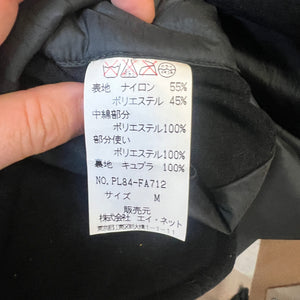 表地 ナイロン 55%
ポリエステル 45%
中綿部分
ポリエステル100%
部分使い
ポリエステル100%
裏地 キュプラ 100%
NO.PL84-FA712
サイズ M
販売元
株式会社 エイ・ネット